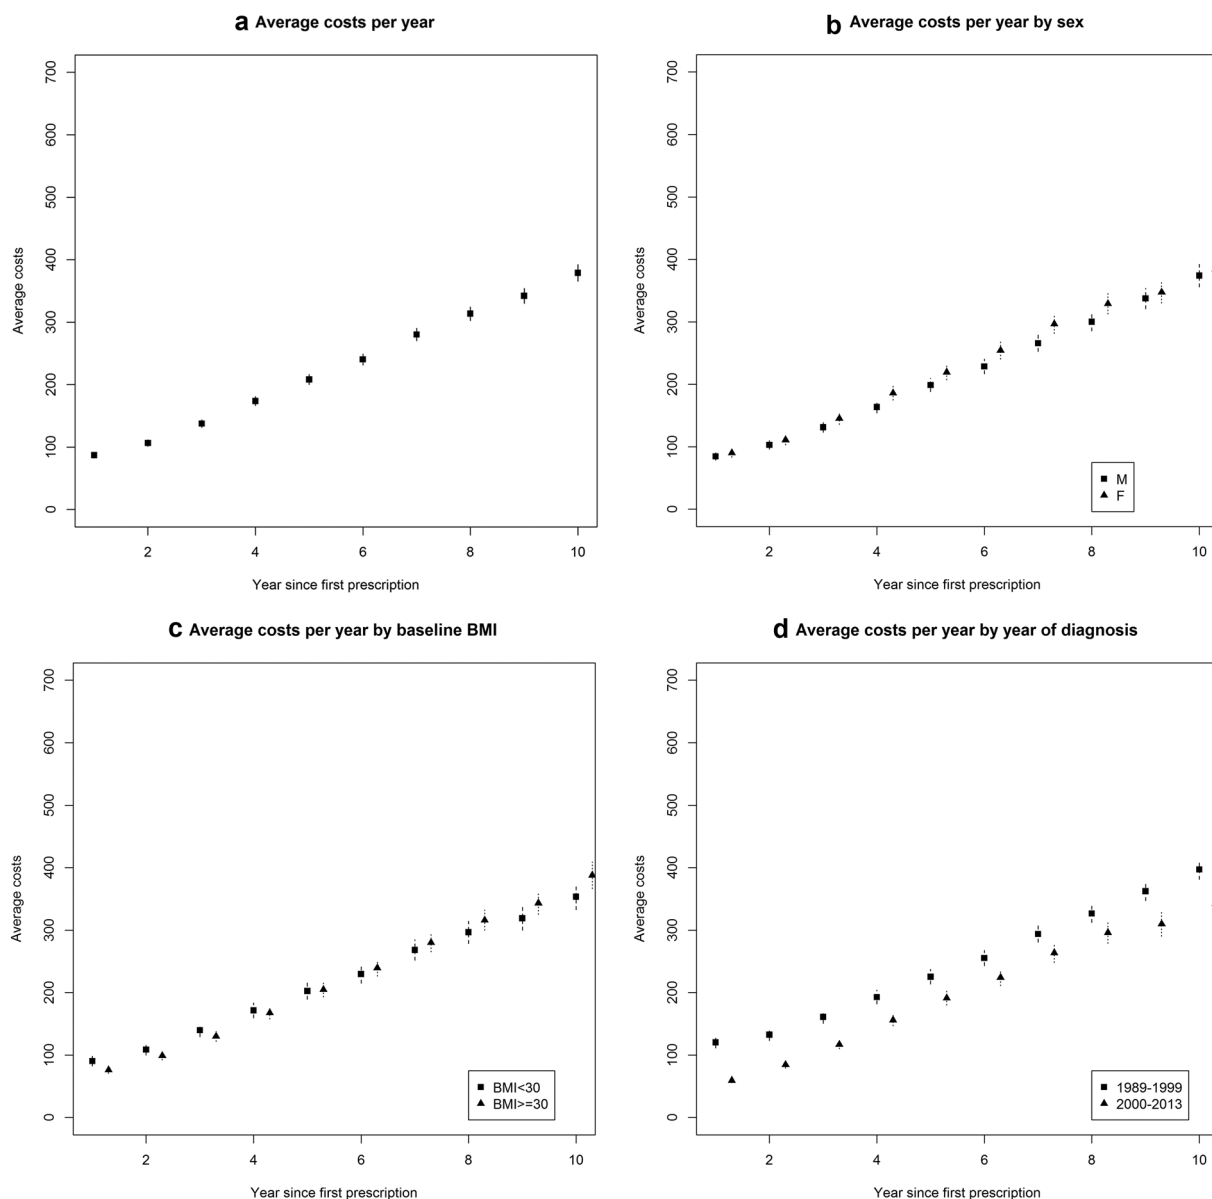 a Average costs per year
700
600
500
400
300
200
100
0
Average costs
2 4 6 8 10
Year since first prescription
b Average costs per year by sex
700
600
500
400
300
200
100
0
Average costs
M
F
2 4 6 8 10
Year since first prescription
c Average costs per year by baseline BMI
700
600
500
400
300
200
100
0
Average costs
BMI<30
BMI>=30
2 4 6 8 10
Year since first prescription
d Average costs per year by year of diagnosis
700
600
500
400
300
200
100
0
Average costs
1989-1999
2000-2013
2 4 6 8 10
Year since first prescription